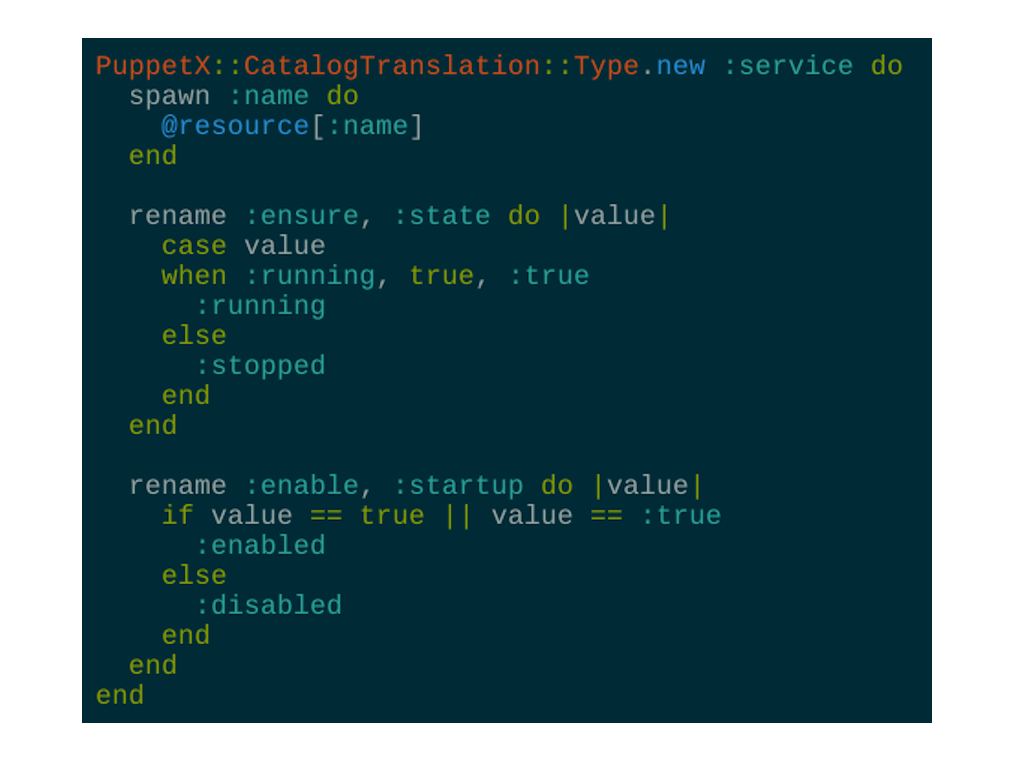 PuppetX::CatalogTranslation::Type.new :service do
  spawn :name do
    @resource[:name]
  end

  rename :ensure, :state do |value|
    case value
    when :running, true, :true
      :running
    else
      :stopped
    end
  end

  rename :enable, :startup do |value|
    if value == true || value == :true
      :enabled
    else
      :disabled
    end
  end
end